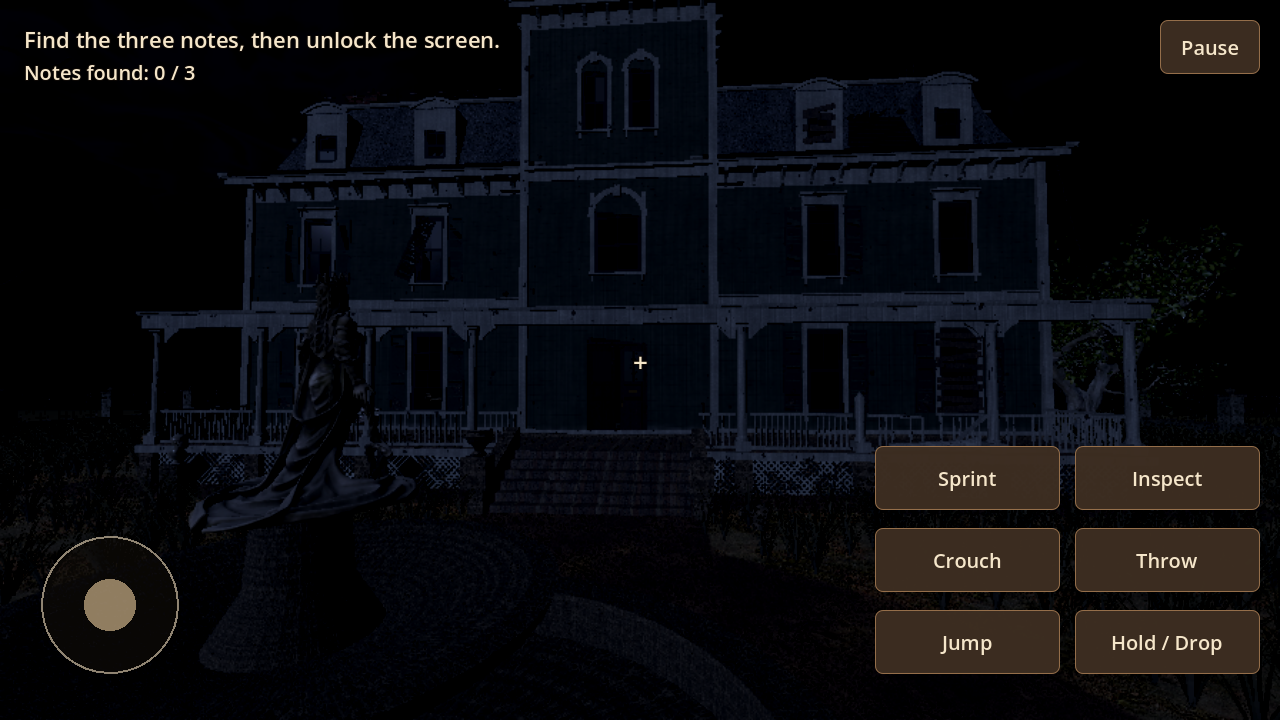 Find the three notes, then unlock the screen.
Notes found: 0 / 3
Pause
Sprint
Inspect
Crouch
Throw
Jump
Hold / Drop